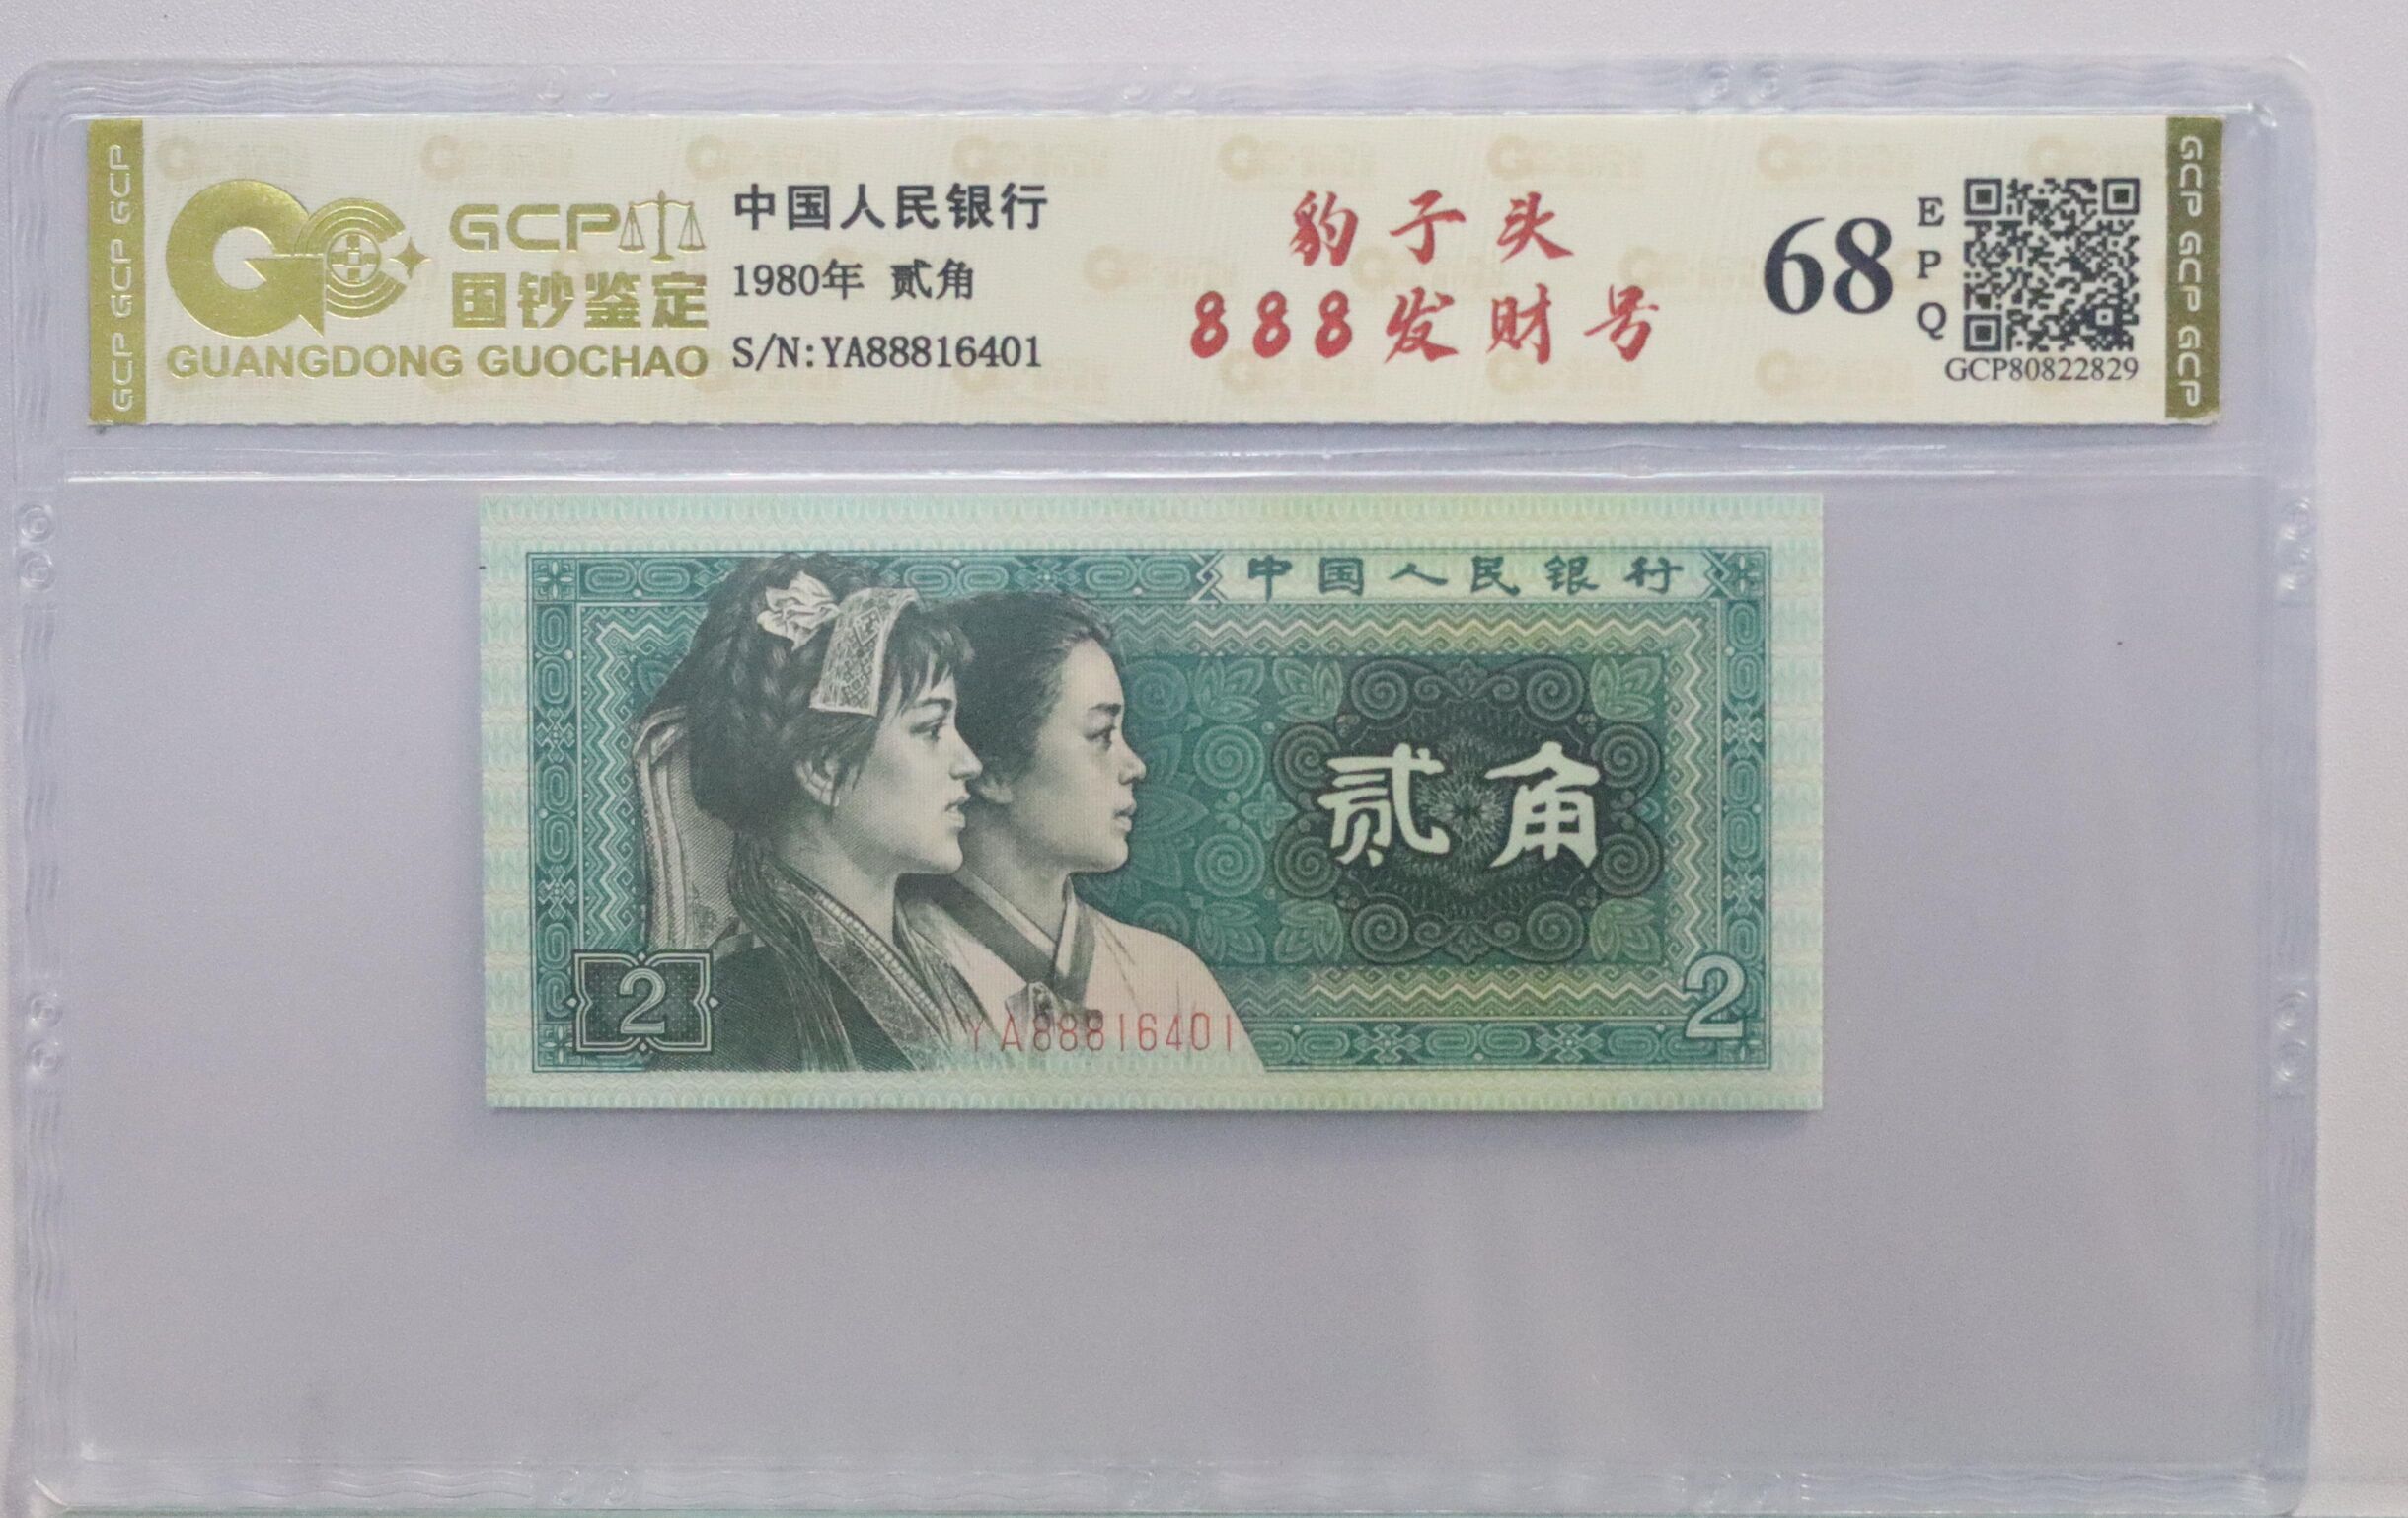 GCP GCP GCP
GCP
国钞鉴定
GUANGDONG GUOCHAO
中国人民银行
1980年 贰角
S/N:YA88816401
豹子头
888发财号
68
EPQ
GCP80822829
GCP GCP GCP
中国人民银行
贰角
2
YA88816401
2